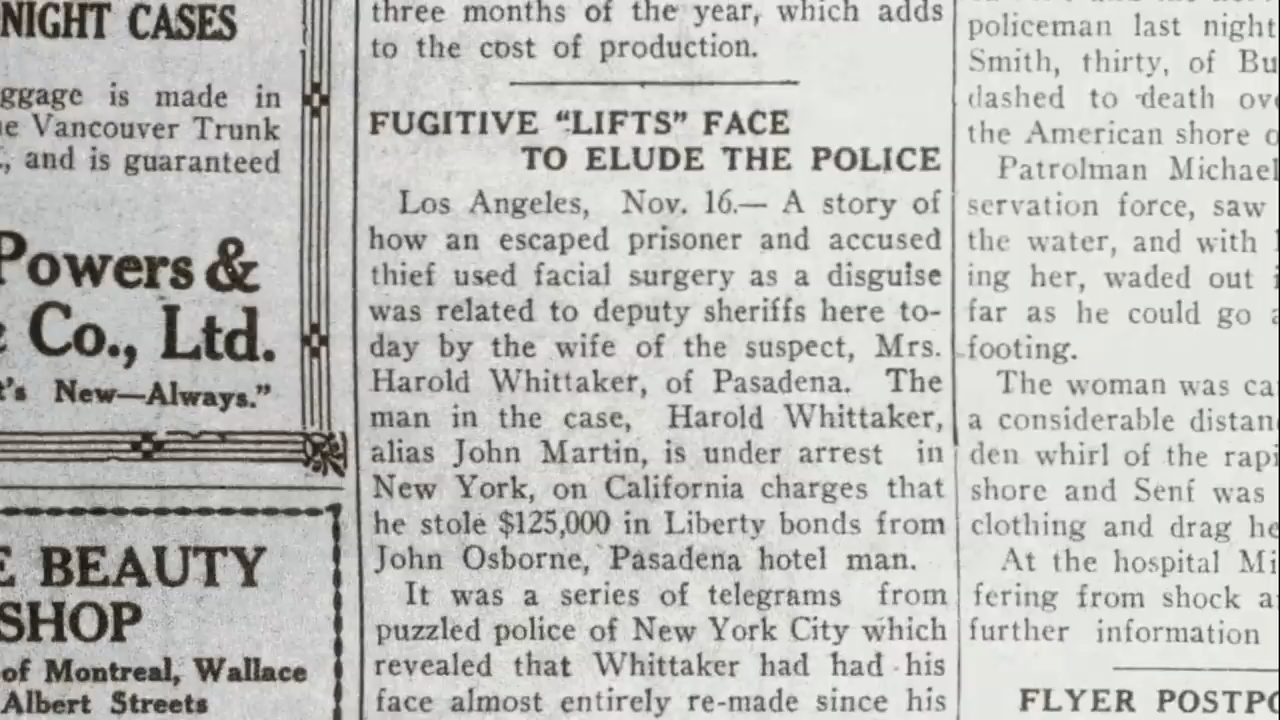 NIGHT CASES
ggage is made in
e Vancouver Trunk
, and is guaranteed
Powers &
Co., Ltd.
t's New—Always."
BEAUTY
SHOP
of Montreal, Wallace
Albert Streets
three months of the year, which adds
to the cost of production.
FUGITIVE "LIFTS" FACE
TO ELUDE THE POLICE
Los Angeles, Nov. 16.— A story of
how an escaped prisoner and accused
thief used facial surgery as a disguise
was related to deputy sheriffs here to-
day by the wife of the suspect, Mrs.
Harold Whittaker, of Pasadena. The
man in the case, Harold Whittaker,
alias John Martin, is under arrest in
New York, on California charges that
he stole $125,000 in Liberty bonds from
John Osborne, Pasadena hotel man.
It was a series of telegrams from
puzzled police of New York City which
revealed that Whittaker had had his
face almost entirely re-made since his
policeman last night
Smith, thirty, of Bu
dashed to death ov
the American shore o
Patrolman Michael
servation force, saw
the water, and with
ing her, waded out
far as he could go a
footing.
The woman was ca
a considerable distan
den whirl of the rapi
shore and Senf was
clothing and drag he
At the hospital Mi
fering from shock a
further information
FLYER POSTPO